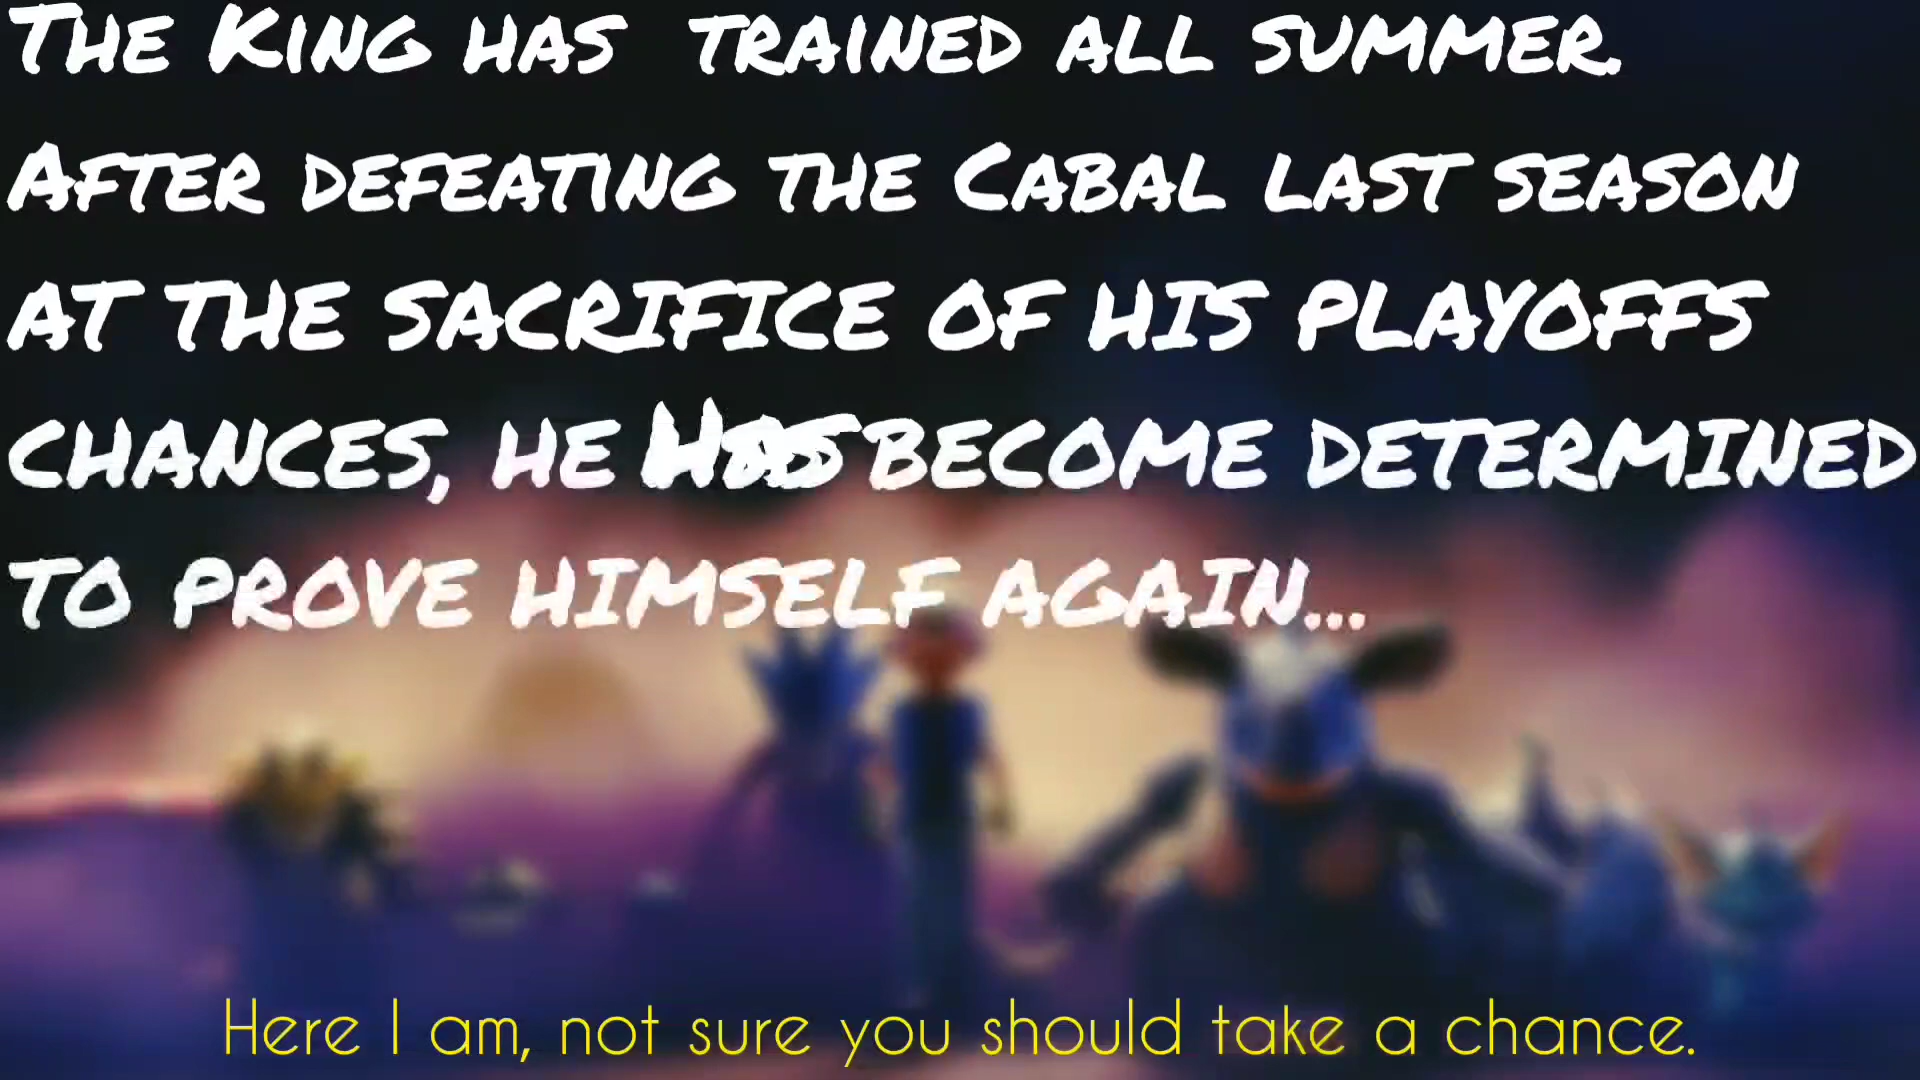 The King has trained all summer.
After defeating the Cabal last season
at the sacrifice of his playoffs
chances, he become determined
to prove himself again...
Here I am, not sure you should take a chance.